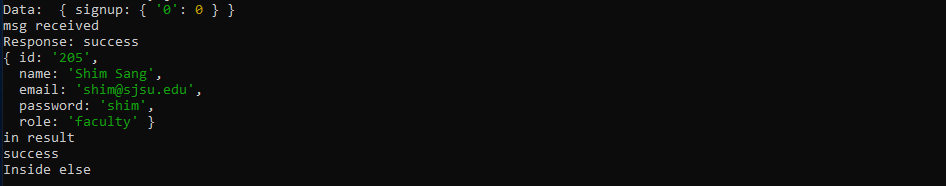 Data:  { signup: { '0': 0 } }
msg received
Response: success
{ id: '205',
  name: 'Shim Sang',
  email: 'shim@sjsu.edu',
  password: 'shim',
  role: 'faculty' }
in result
success
Inside else